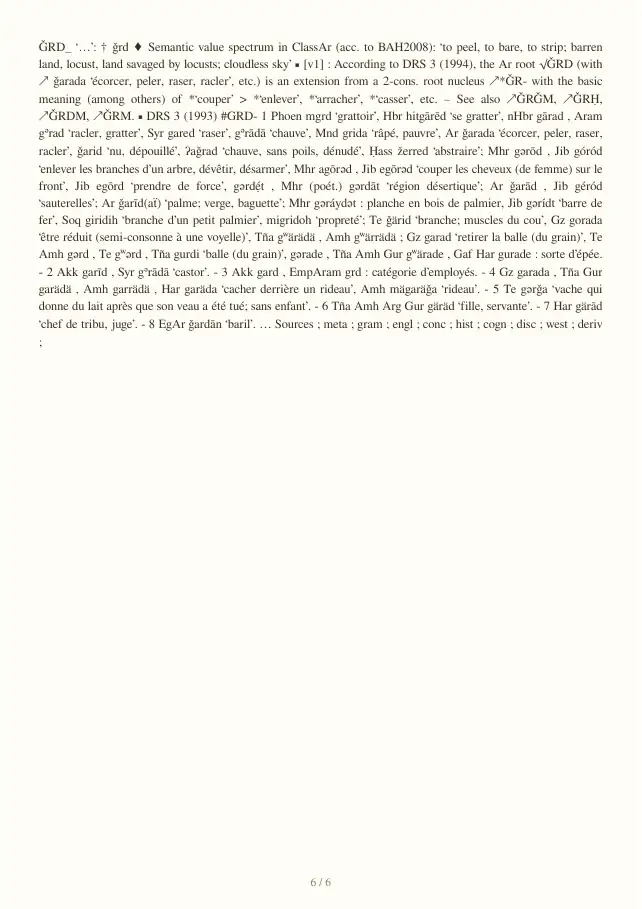 ǦRD_ ‘…’: † ǧrd ♦ Semantic value spectrum in ClassAr (acc. to BAH2008): ‘to peel, to bare, to strip; barren
land, locust, land savaged by locusts; cloudless sky’ ▪ [v1] : According to DRS 3 (1994), the Ar root √ǦRD (with
↗ ǧarada ‘écorcer, peler, raser, racler’, etc.) is an extension from a 2-cons. root nucleus ↗*ǦR- with the basic
meaning (among others) of *‘couper’ > *‘enlever’, *‘arracher’, *‘casser’, etc. – See also ↗ǦRǦM, ↗ǦRḤ,
↗ǦRDM, ↗ǦRM. ▪ DRS 3 (1993) #GRD- 1 Phoen mgrd ‘grattoir’, Hbr hitgārēd ‘se gratter’, nHbr gārad , Aram
gᵊrad ‘racler, gratter’, Syr gared ‘raser’, gᵊrādā ‘chauve’, Mnd grida ‘râpé, pauvre’, Ar ǧarada ‘écorcer, peler, raser,
racler’, ǧarid ‘nu, dépouillé’, ʔaǧrad ‘chauve, sans poils, dénudé’, Ḥass žerred ‘abstraire’; Mhr gərōd , Jib góród
‘enlever les branches d’un arbre, dévêtir, désarmer’, Mhr agōrəd , Jib egōrəd ‘couper les cheveux (de femme) sur le
front’, Jib egōrd ‘prendre de force’, gərdẹ́t , Mhr (poét.) gərdāt ‘région désertique’; Ar ǧarād , Jib géród
‘sauterelles’; Ar ǧarīd(aẗ) ‘palme; verge, baguette’; Mhr gəráydət : planche en bois de palmier, Jib gərídt ‘barre de
fer’, Soq giridih ‘branche d’un petit palmier’, migridoh ‘propreté’; Te ǧärid ‘branche; muscles du cou’, Gz gorada
‘être réduit (semi-consonne à une voyelle)’, Tña gʷärädä , Amh gʷärrädä ; Gz garad ‘retirer la balle (du grain)’, Te
Amh gərd , Te gʷərd , Tña gurdi ‘balle (du grain)’, gərade , Tña Amh Gur gʷärade , Gaf Har gurade : sorte d’épée.
- 2 Akk garīd , Syr gᵊrādā ‘castor’. - 3 Akk gard , EmpAram grd : catégorie d’employés. - 4 Gz garada , Tña Gur
garädä , Amh garrädä , Har garäda ‘cacher derrière un rideau’, Amh mägaräǧa ‘rideau’. - 5 Te gərǧa ‘vache qui
donne du lait après que son veau a été tué; sans enfant’. - 6 Tña Amh Arg Gur gäräd ‘fille, servante’. - 7 Har gärād
‘chef de tribu, juge’. - 8 EgAr ǧardān ‘baril’. … Sources ; meta ; gram ; engl ; conc ; hist ; cogn ; disc ; west ; deriv
;
6 / 6